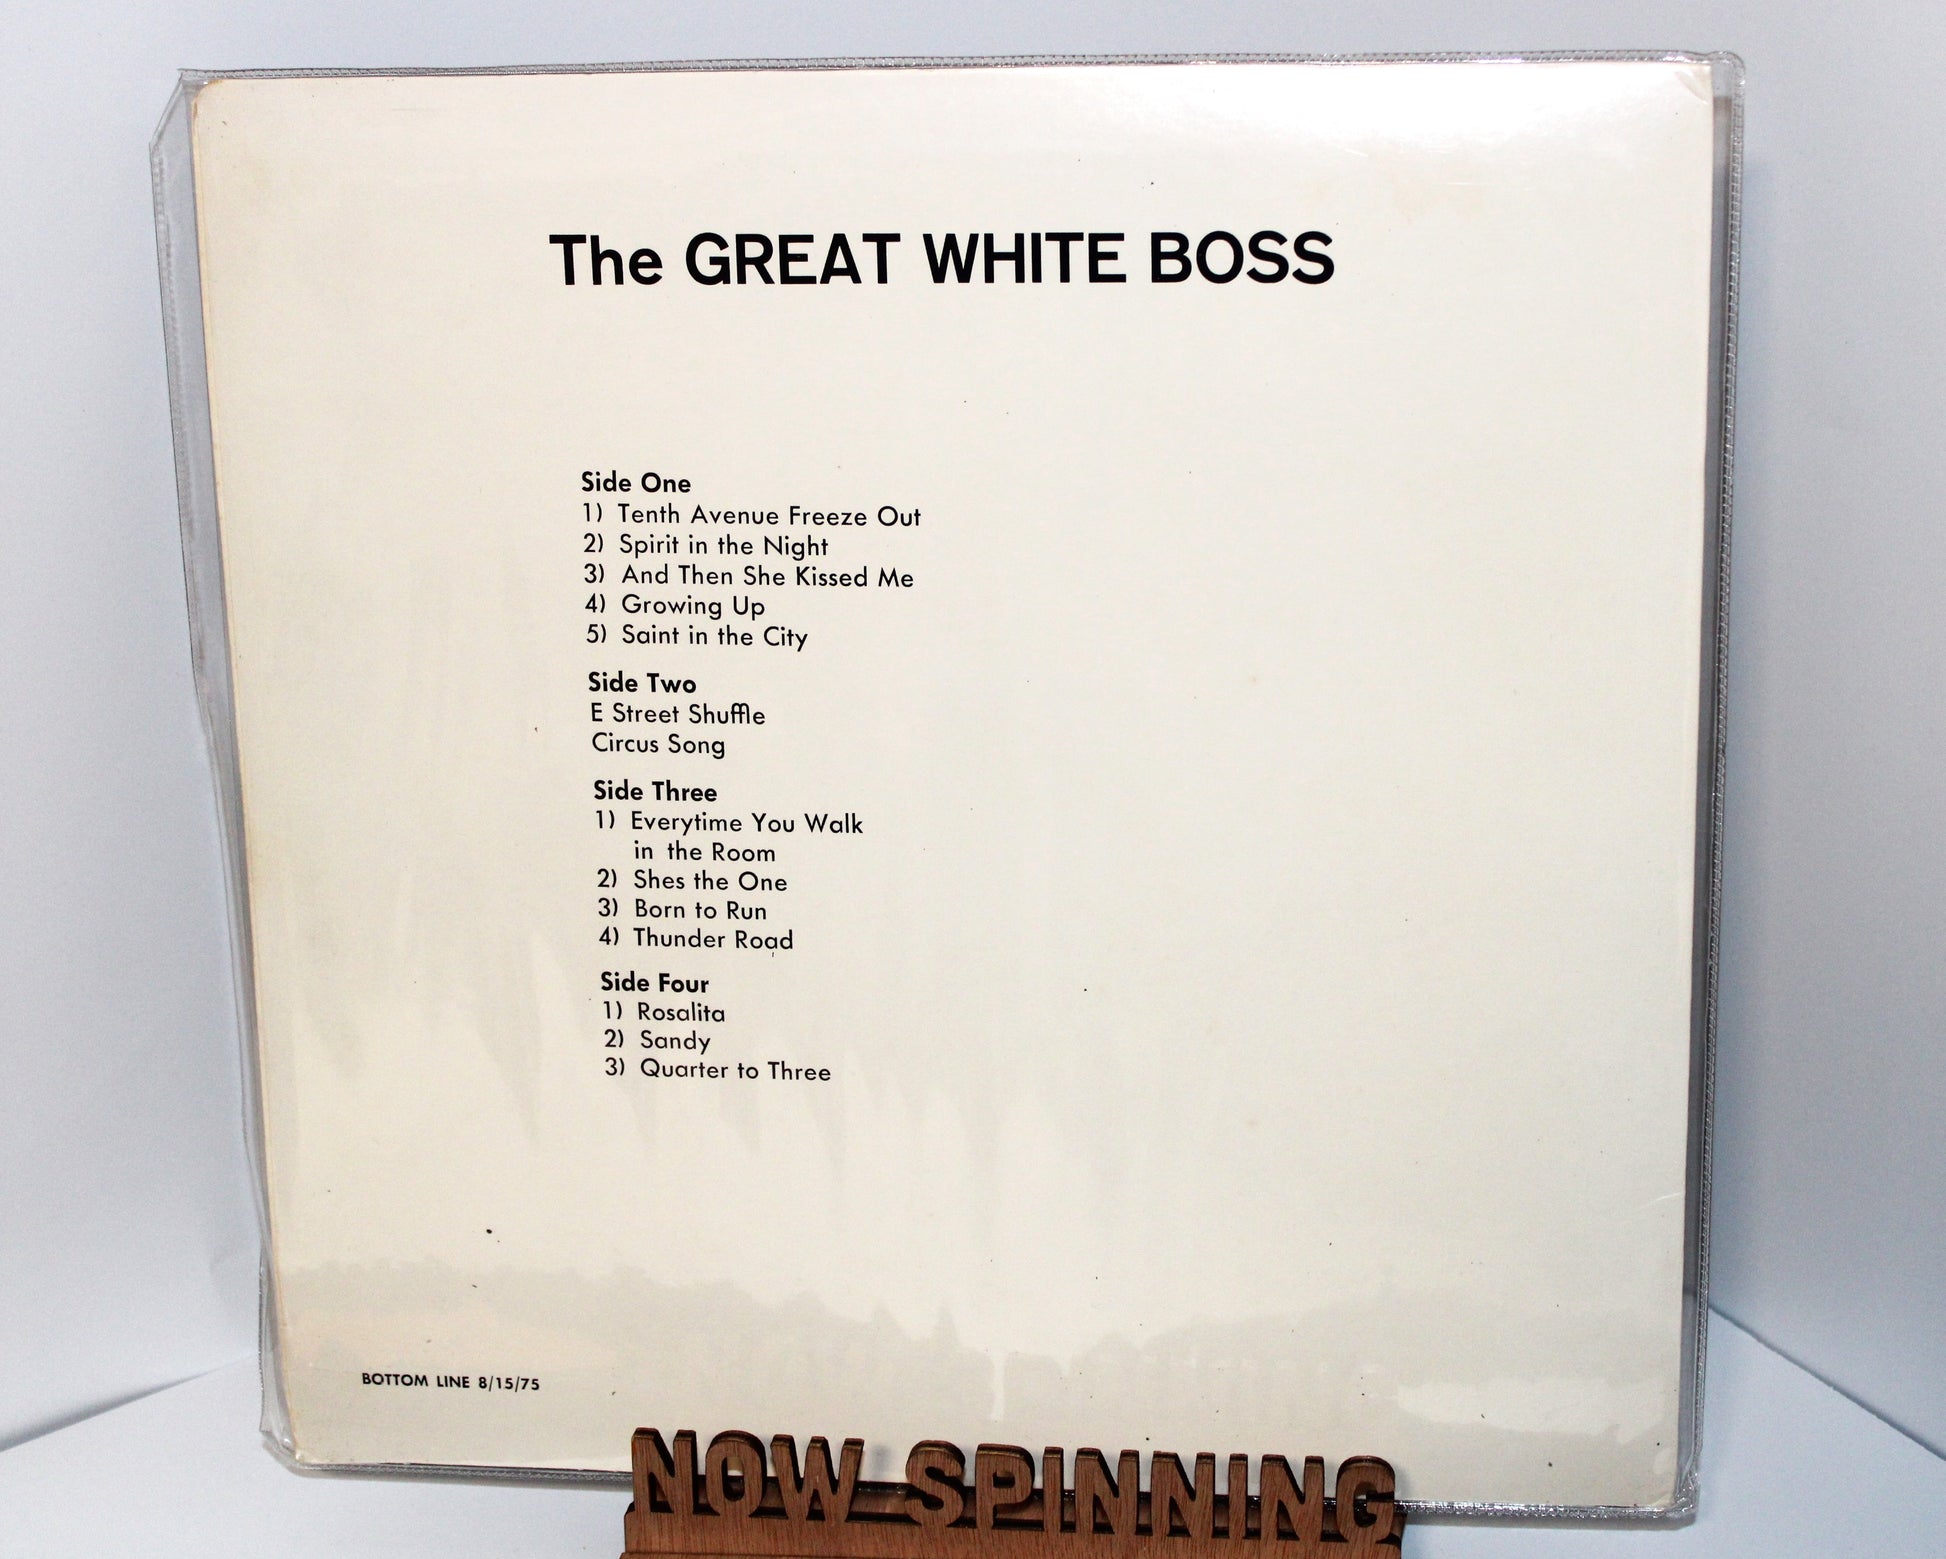 The GREAT WHITE BOSS
Side One
1) Tenth Avenue Freeze Out
2) Spirit in the Night
3) And Then She Kissed Me
4) Growing Up
5) Saint in the City
Side Two
E Street Shuffle
Circus Song
Side Three
1) Everytime You Walk
in the Room
2) Shes the One
3) Born to Run
4) Thunder Road
Side Four
1) Rosalita
2) Sandy
3) Quarter to Three
BOTTOM LINE 8/15/75
NOW SPINNING